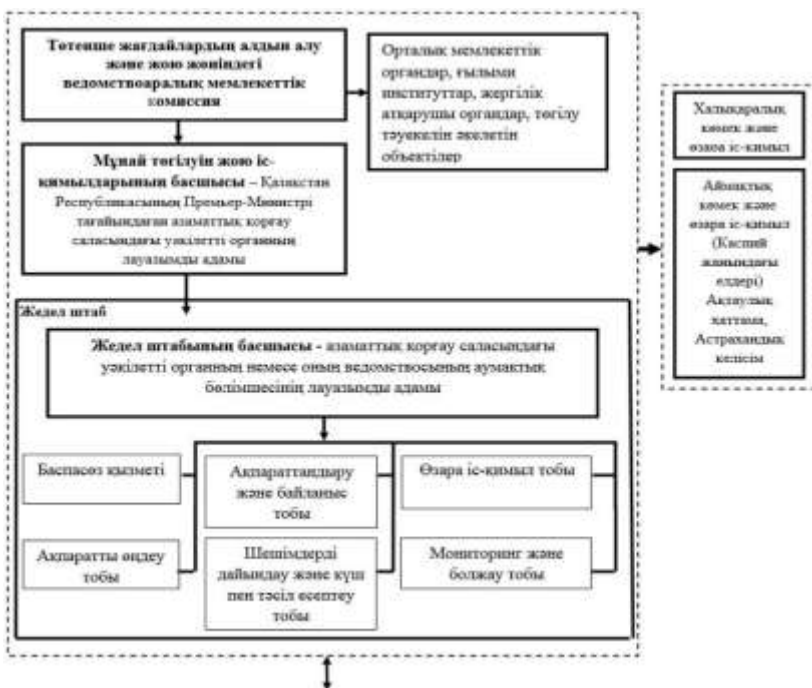 Төтенше жағдайлардың алдын алу
және жою жөніндегі
ведомствоаралық мемлекеттік
комиссия
Орталық мемлекеттік
органдар, ғылыми
институттар, жергілік
атқарушы органдар, төгілу
тәуекелін әкелетін
объектілер
Мұнай төгілуін жою іс-
қимылдарының басшысы – Қазақстан
Республикасының Премьер-Министрі
тағайындаған азаматтық қорғау
саласындағы уәкілетті органның
лауазымды адамы
Халықаралық
көмек және
өзара іс-қимыл
Аймақтық
көмек және
өзара іс-қимыл
(Каспий
жанындағы
елдері)
Ақтаулық
хаттама,
Астрахандық
келісім
Жедел штаб
Жедел штабының басшысы - азаматтық қорғау саласындағы
уәкілетті органның немесе оның ведомствосының аумақтық
бөлімшесінің лауазымды адамы
Баспасөз қызметі
Ақпараттандыру
және байланыс
тобы
Өзара іс-қимыл тобы
Ақпаратты өңдеу
тобы
Шешімдерді
дайындау және күш
пен тәсіл есептеу
тобы
Мониторинг және
болжау тобы